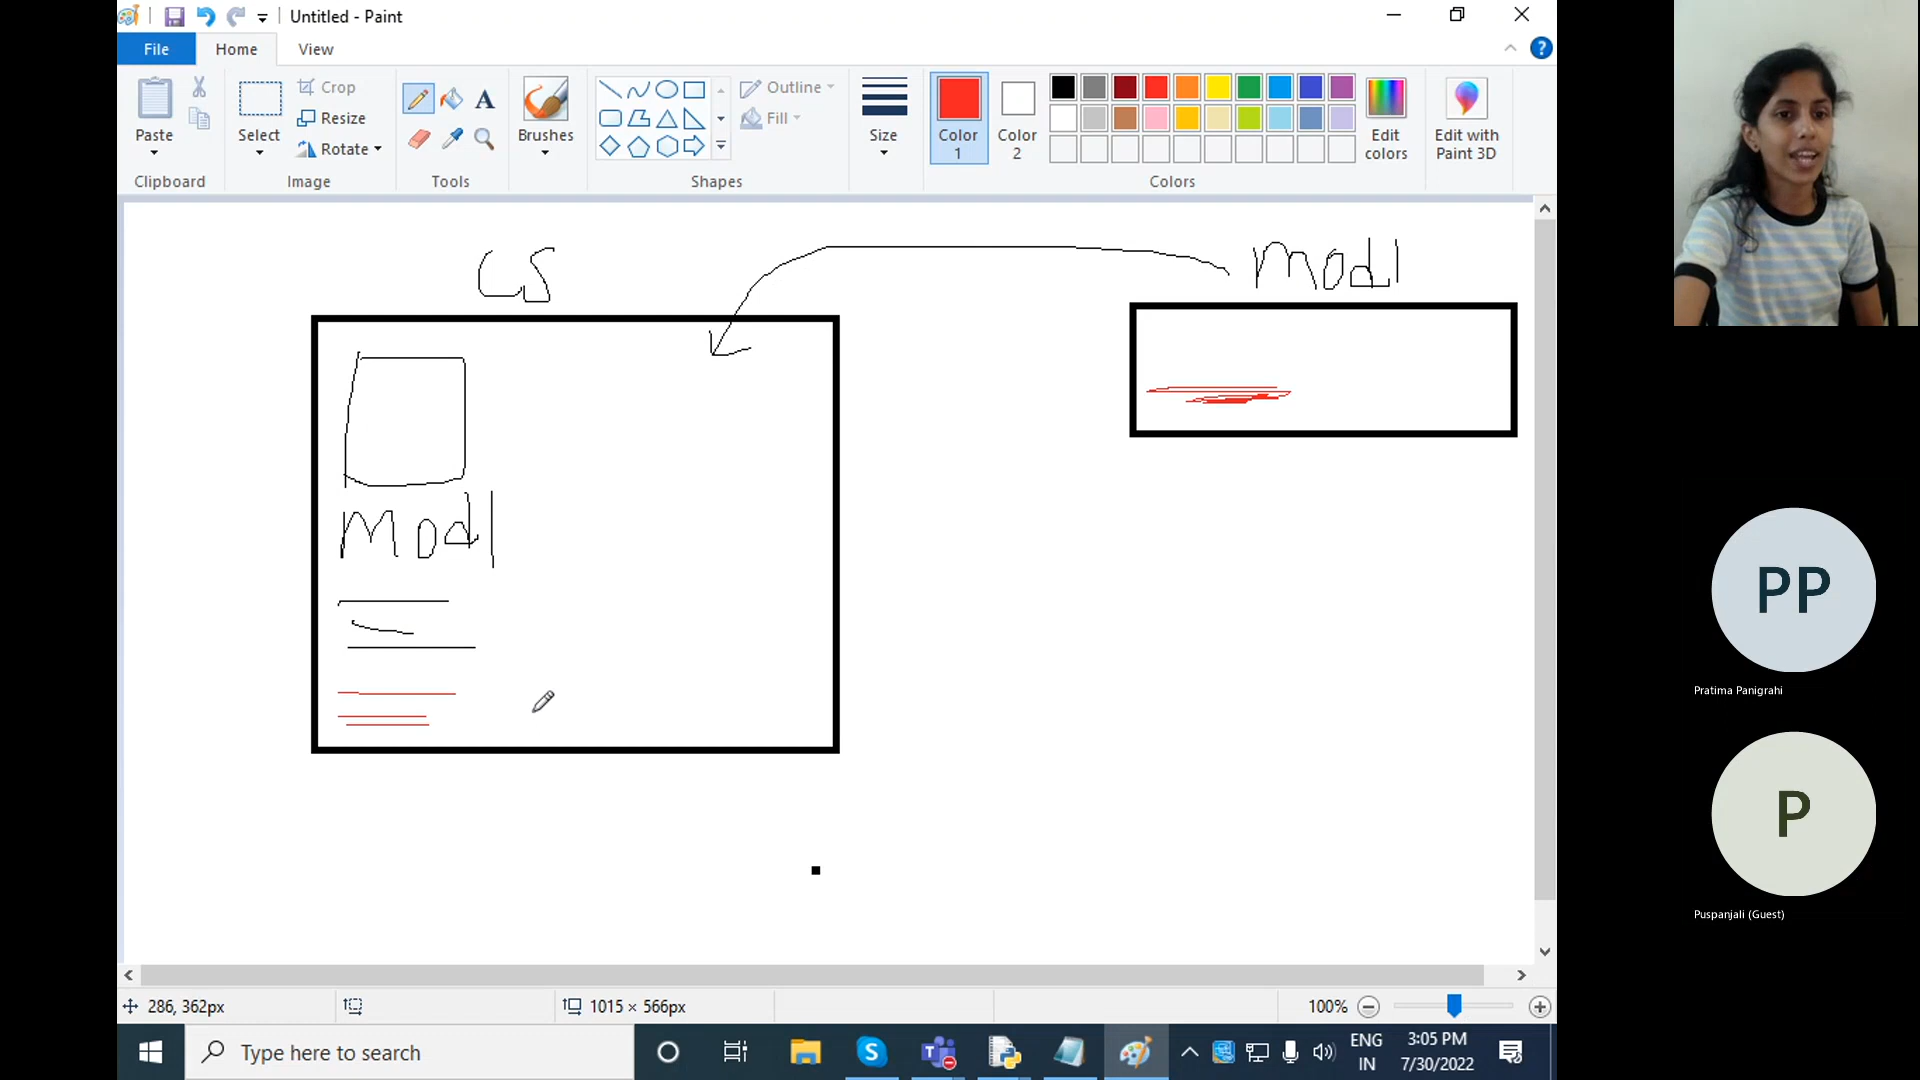 Untitled - Paint
File
Home
View
Paste
Select
Crop
Resize
Rotate
Brushes
Outline
Fill
Size
Color
1
Color
2
Edit
colors
Edit with
Paint 3D
Clipboard
Image
Tools
Shapes
Colors
CS
Modl
Modl
286, 362px
1015 × 566px
100%
Type here to search
ENG
IN
3:05 PM
7/30/2022
PP
Pratima Panigrahi
P
Puspanjali (Guest)